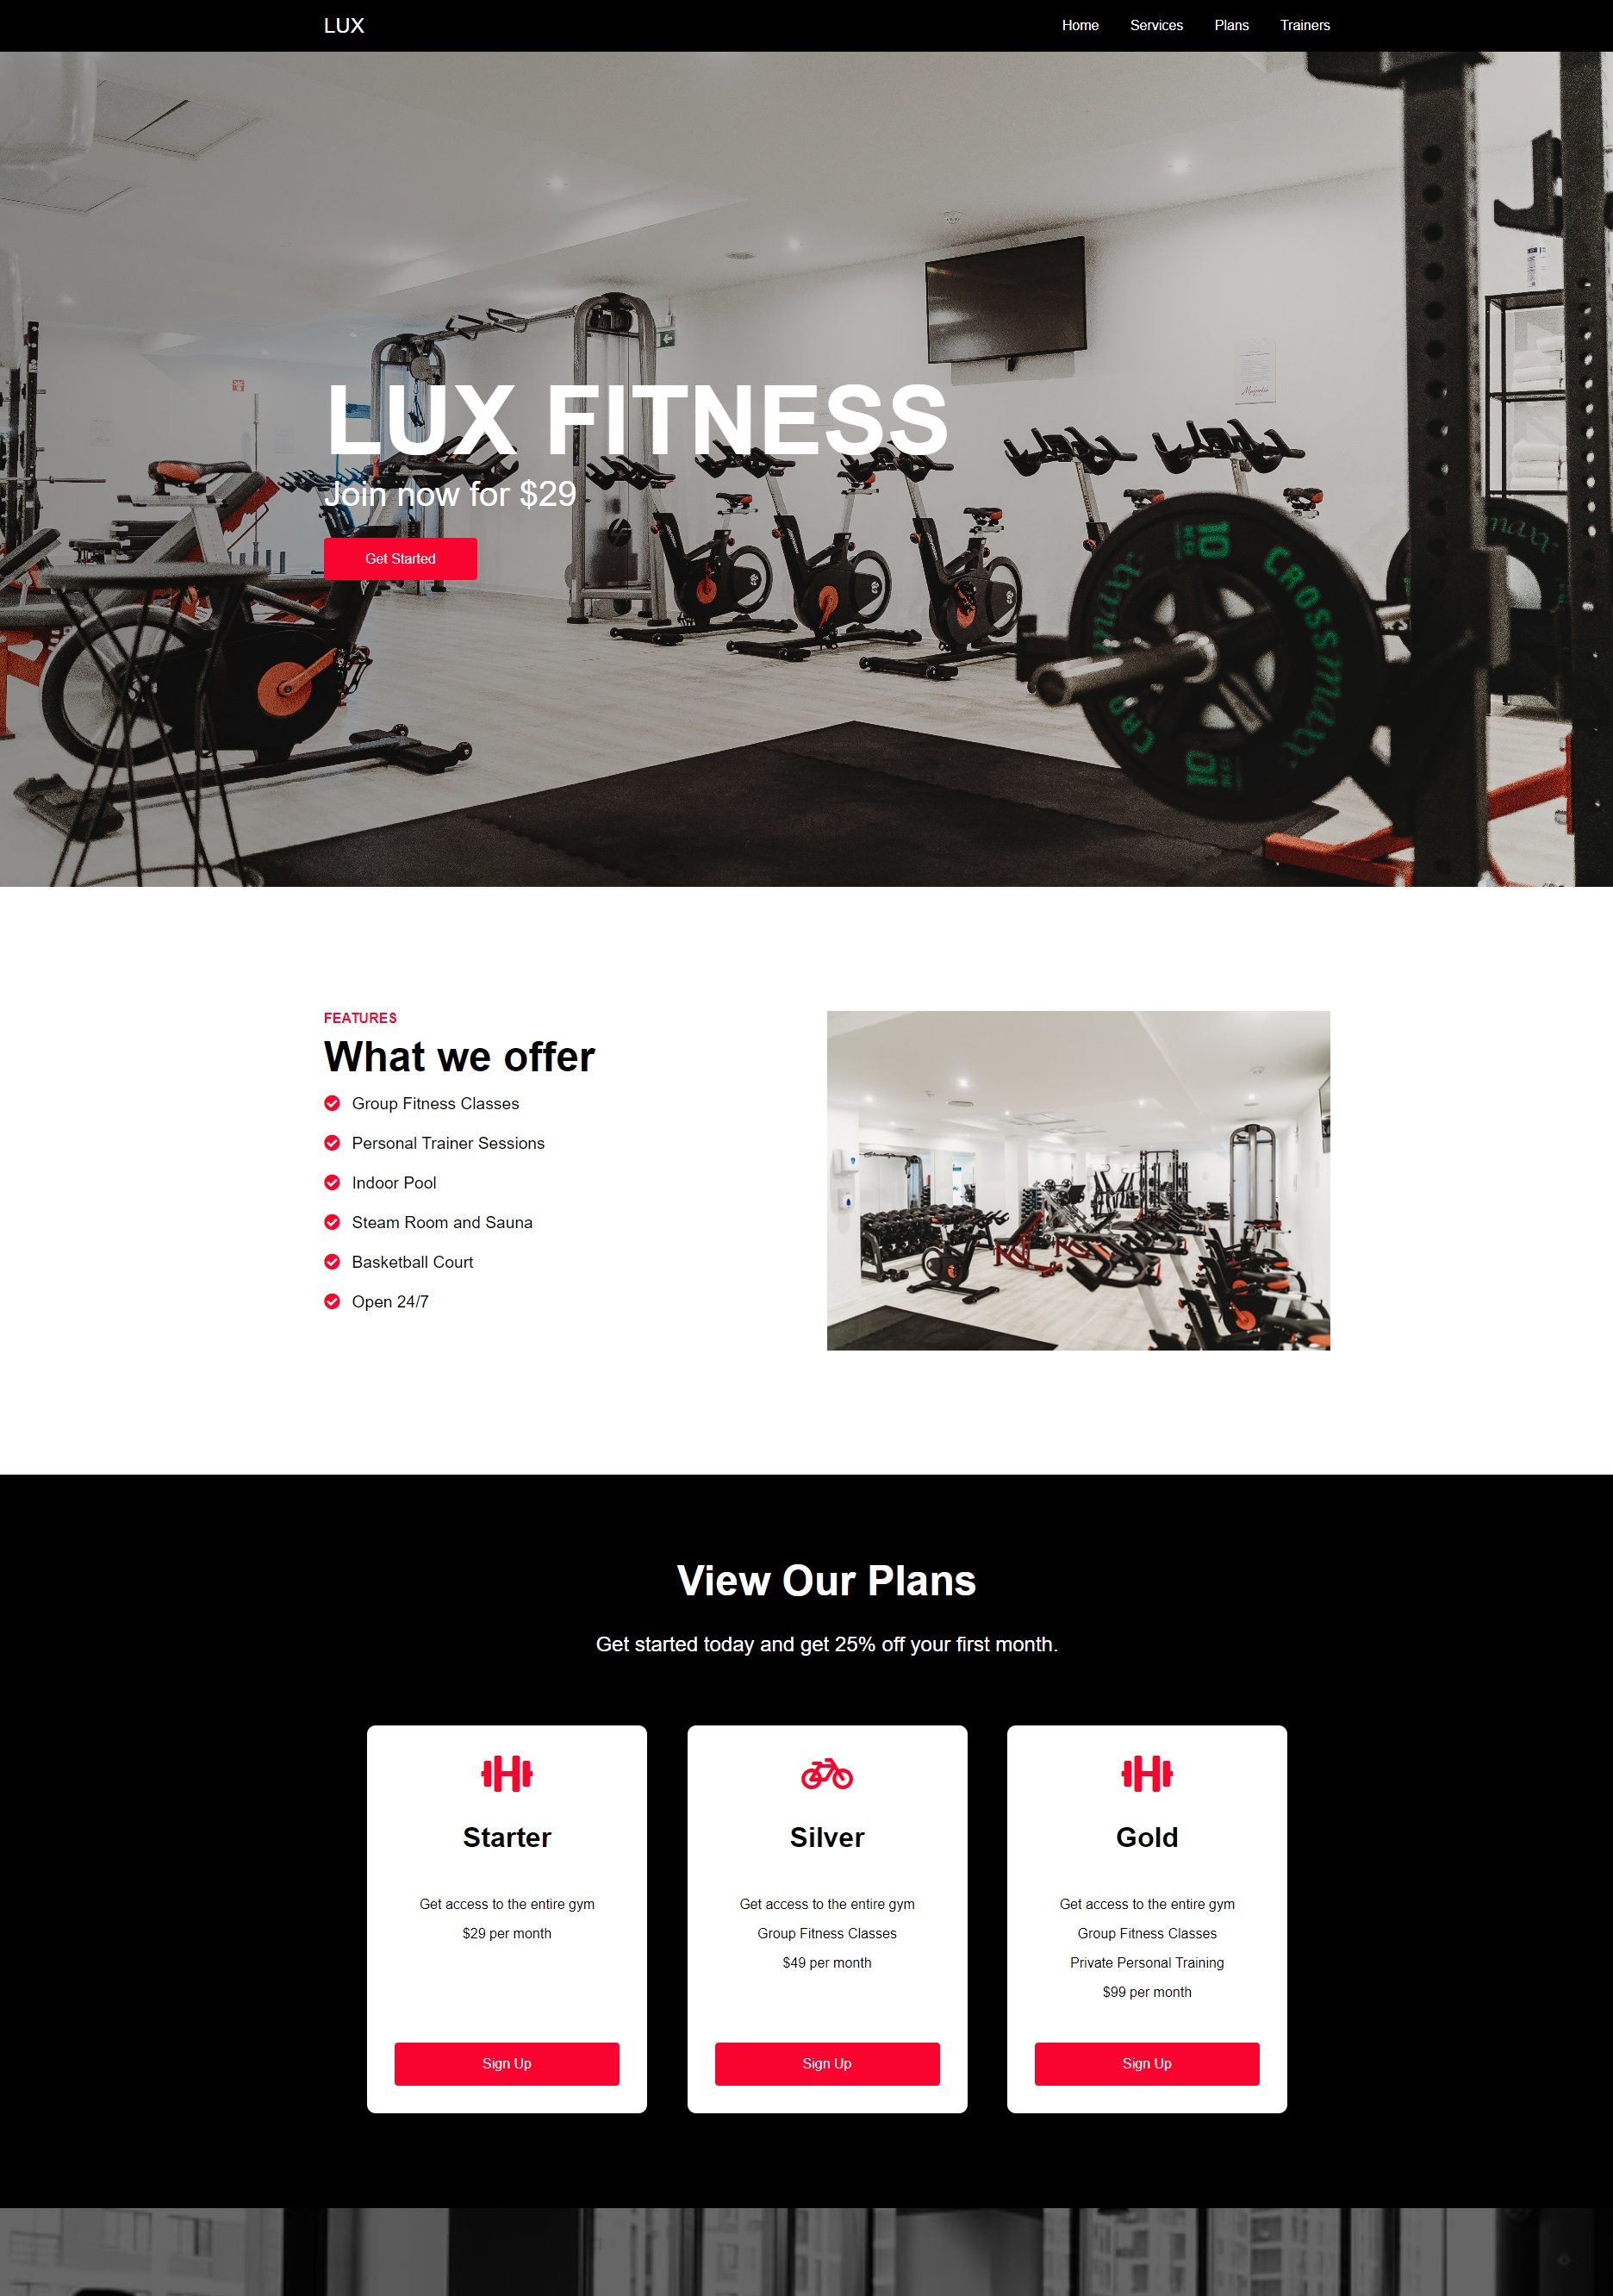 LUX
Home Services Plans Trainers
LUX FITNESS
Join now for $29
Get Started
10
CROSSmaxx
10
FEATURES
What we offer
Group Fitness Classes
Personal Trainer Sessions
Indoor Pool
Steam Room and Sauna
Basketball Court
Open 24/7
View Our Plans
Get started today and get 25% off your first month.
Starter
Get access to the entire gym
$29 per month
Sign Up
Silver
Get access to the entire gym
Group Fitness Classes
$49 per month
Sign Up
Gold
Get access to the entire gym
Group Fitness Classes
Private Personal Training
$99 per month
Sign Up